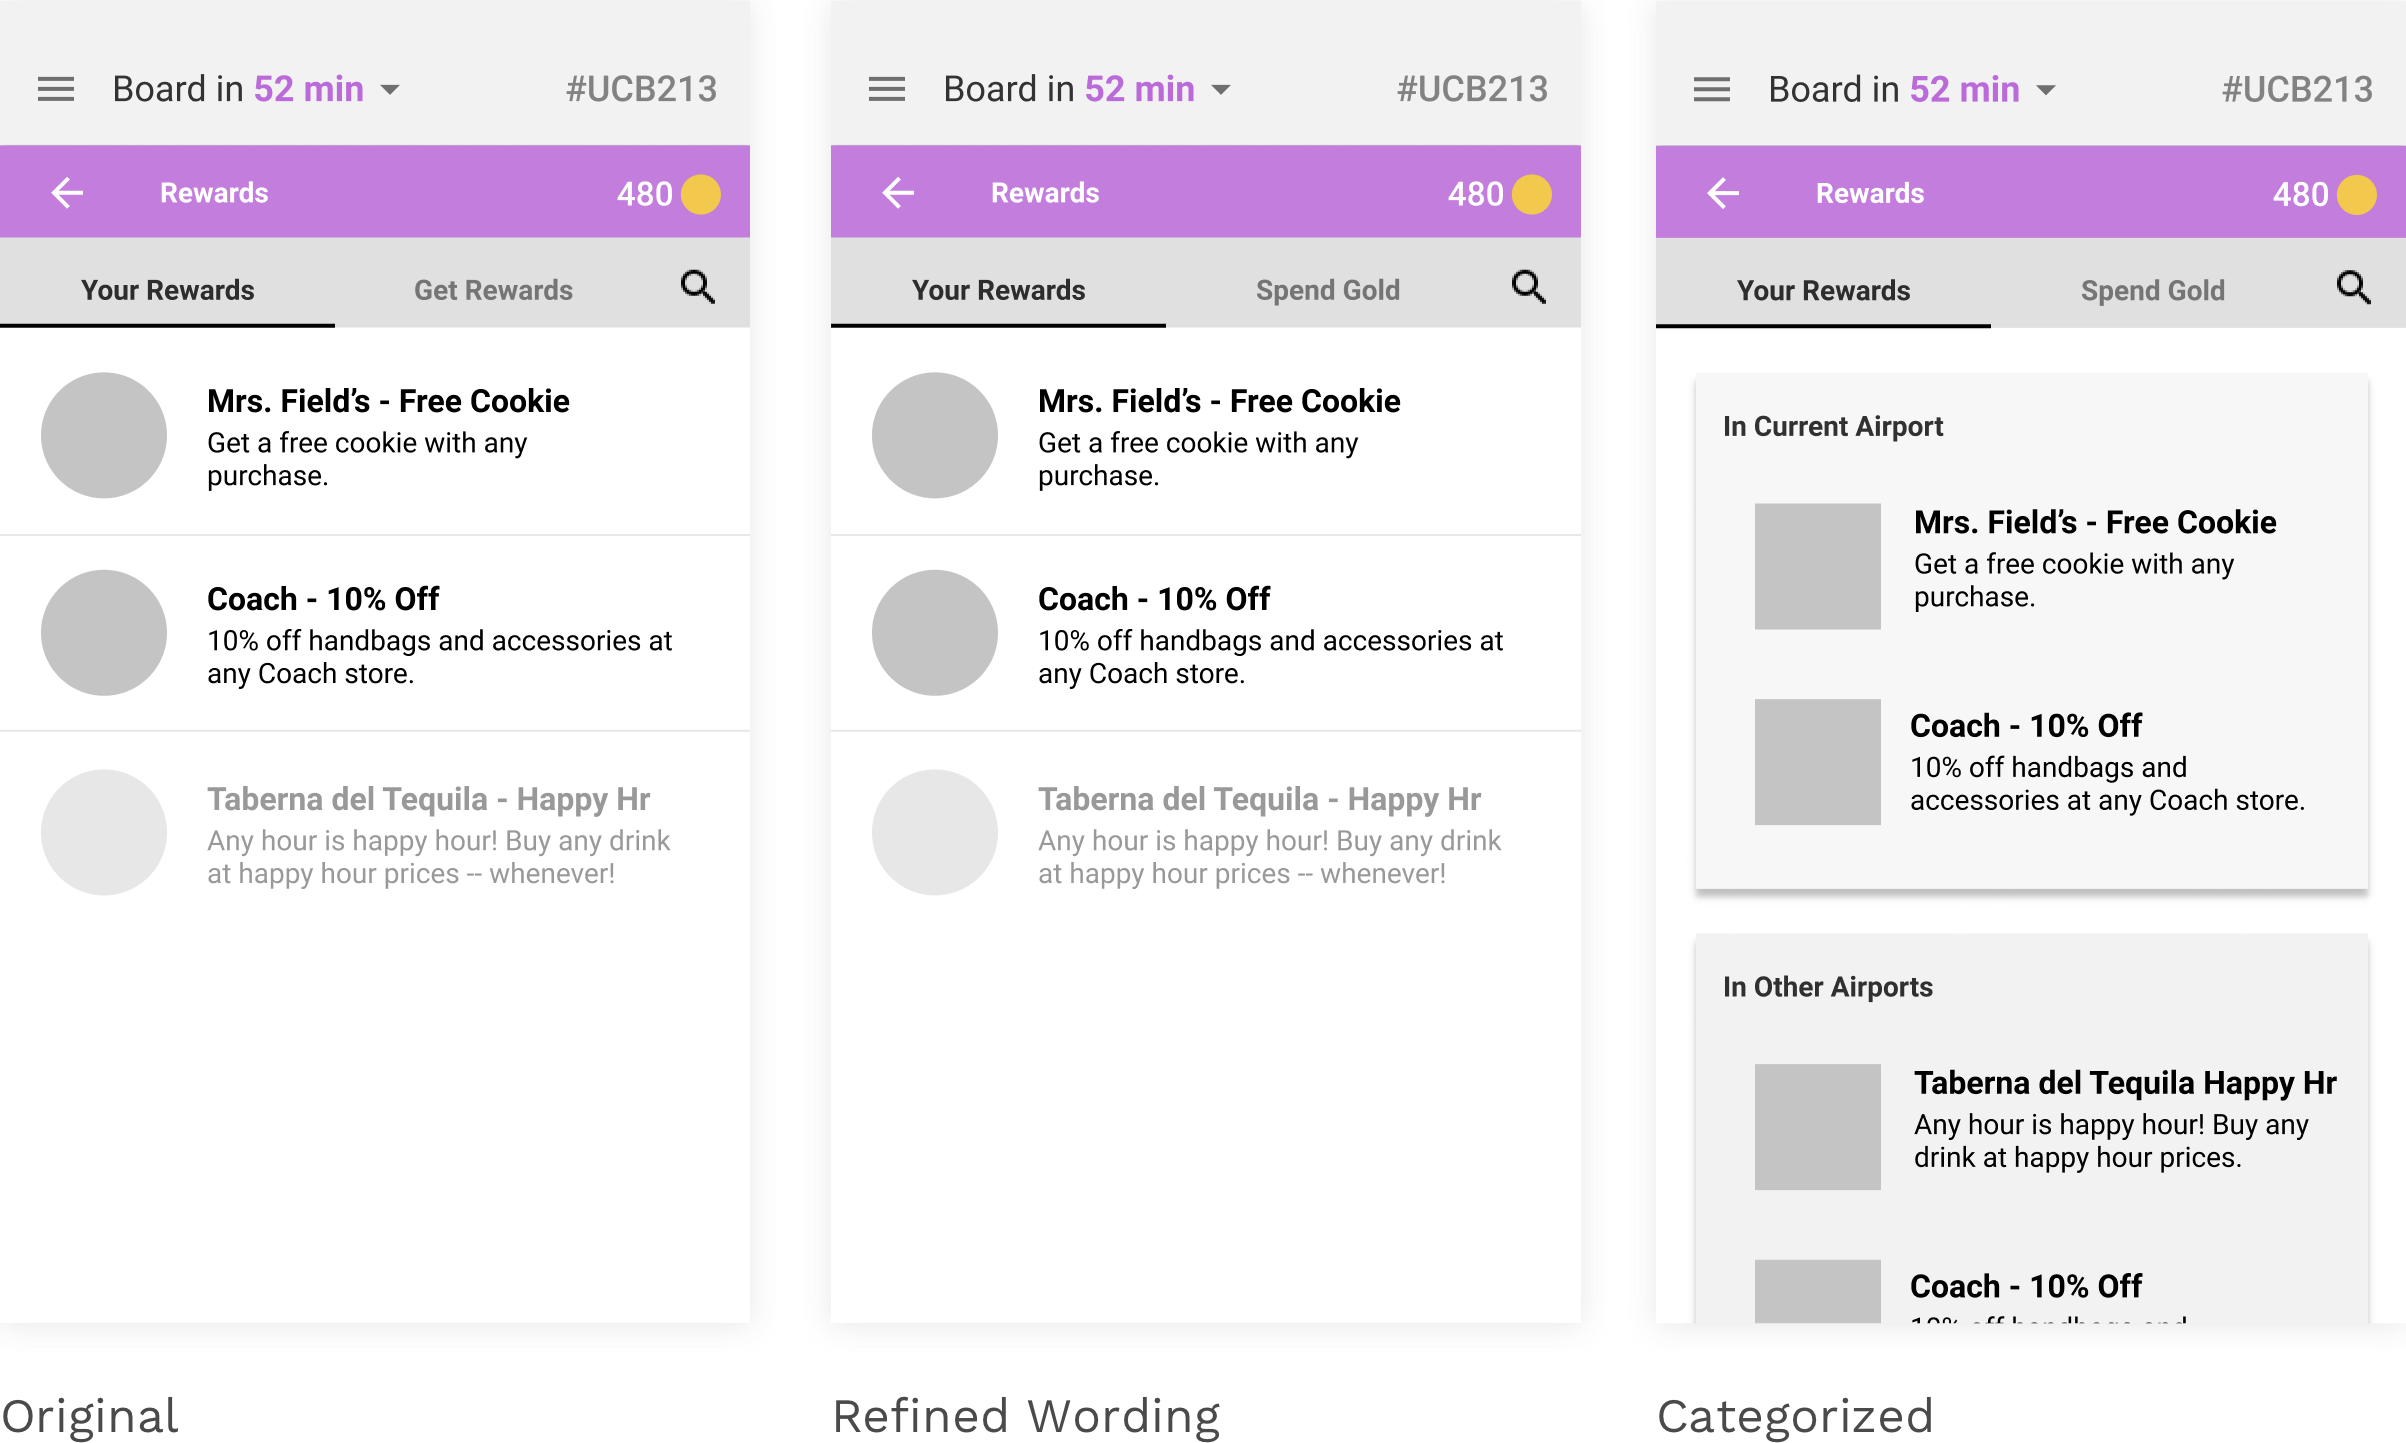 Board in 52 min #UCB213
Rewards 480
Your Rewards Get Rewards
Mrs. Field’s - Free Cookie
Get a free cookie with any
purchase.
Coach - 10% Off
10% off handbags and accessories at
any Coach store.
Taberna del Tequila - Happy Hr
Any hour is happy hour! Buy any drink
at happy hour prices -- whenever!
Original
Board in 52 min #UCB213
Rewards 480
Your Rewards Spend Gold
Mrs. Field’s - Free Cookie
Get a free cookie with any
purchase.
Coach - 10% Off
10% off handbags and accessories at
any Coach store.
Taberna del Tequila - Happy Hr
Any hour is happy hour! Buy any drink
at happy hour prices -- whenever!
Refined Wording
Board in 52 min #UCB213
Rewards 480
Your Rewards Spend Gold
In Current Airport
Mrs. Field’s - Free Cookie
Get a free cookie with any
purchase.
Coach - 10% Off
10% off handbags and
accessories at any Coach store.
In Other Airports
Taberna del Tequila Happy Hr
Any hour is happy hour! Buy any
drink at happy hour prices.
Coach - 10% Off
10% off handbags and
Categorized